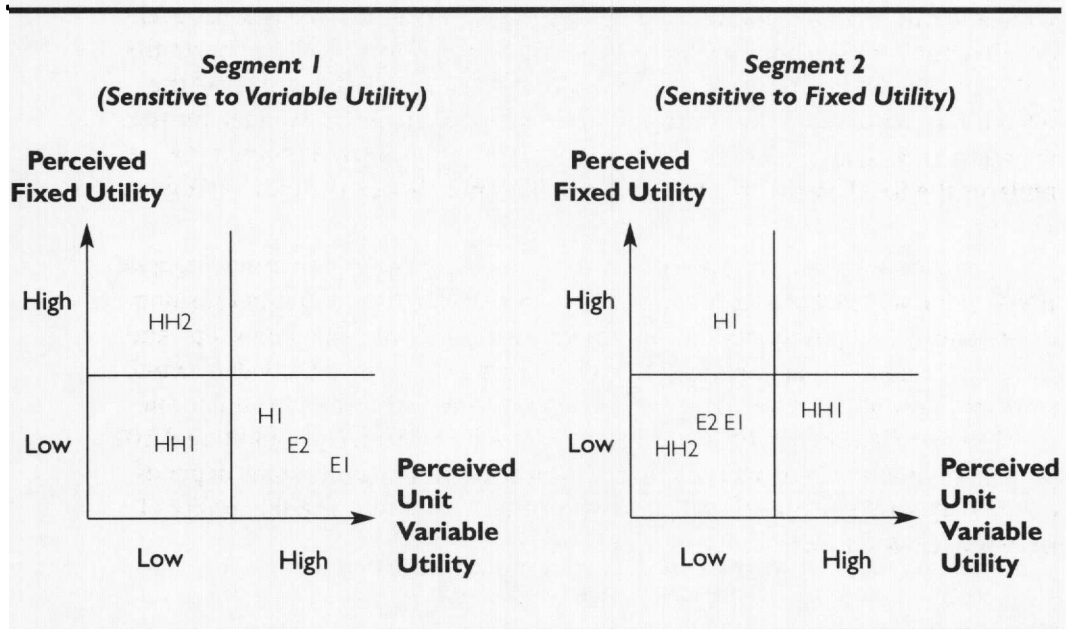 Segment 1
(Sensitive to Variable Utility)
Perceived
Fixed Utility
High
HH2
H1
Low
HH1
E2
E1
Perceived
Unit
Variable
Utility
Low
High
Segment 2
(Sensitive to Fixed Utility)
Perceived
Fixed Utility
High
H1
HH1
E2 E1
Low
HH2
Perceived
Unit
Variable
Utility
Low
High